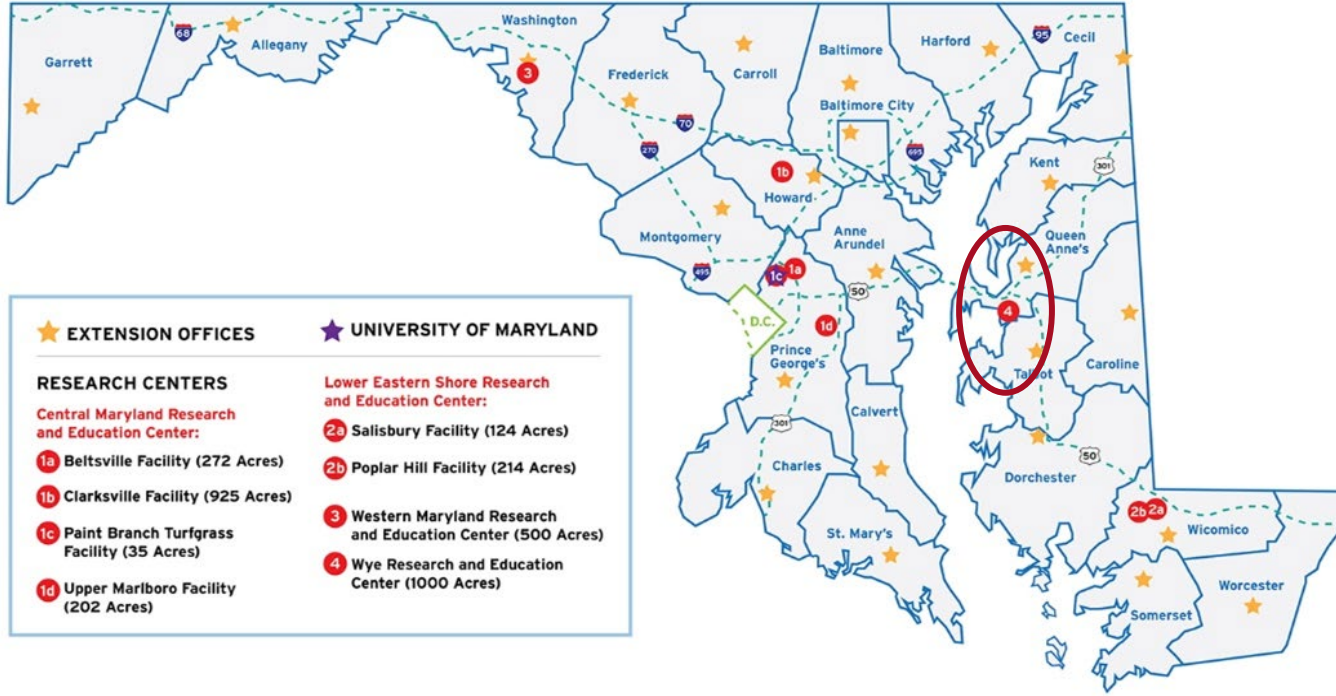 Washington
68
Allegany
Garrett
Frederick
Carroll
Baltimore
Harford
95
Cecil
3
70
270
Baltimore City
695
Kent
301
1b
Howard
Montgomery
Anne
Arundel
Queen
Anne's
495
1c
1a
50
D.C.
1d
4
Prince
George's
Talbot
Caroline
Calvert
301
Charles
50
Dorchester
St. Mary's
2b
2a
Wicomico
Worcester
Somerset
EXTENSION OFFICES
UNIVERSITY OF MARYLAND
RESEARCH CENTERS
Central Maryland Research
and Education Center:
1a Beltsville Facility (272 Acres)
1b Clarksville Facility (925 Acres)
1c Paint Branch Turfgrass
Facility (35 Acres)
1d Upper Marlboro Facility
(202 Acres)
Lower Eastern Shore Research
and Education Center:
2a Salisbury Facility (124 Acres)
2b Poplar Hill Facility (214 Acres)
3 Western Maryland Research
and Education Center (500 Acres)
4 Wye Research and Education
Center (1000 Acres)